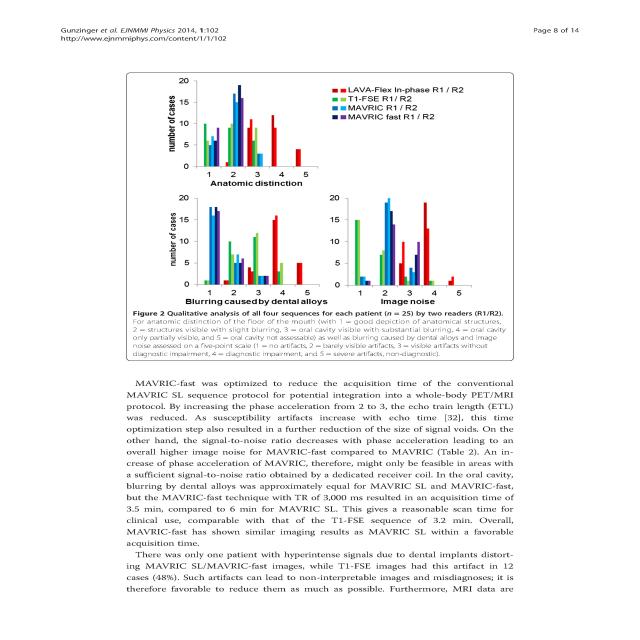 Gunzinger et al. EJNMMI Physics 2014, 1:102
http://www.ejnmmiphys.com/content/1/1/102
Page 8 of 14
20
15
10
5
0
number of cases
1 2 3 4 5
Anatomic distinction
LAVA-Flex In-phase R1 / R2
T1-FSE R1/ R2
MAVRIC R1 / R2
MAVRIC fast R1 / R2
20
15
10
5
0
number of cases
1 2 3 4 5
Blurring caused by dental alloys
20
15
10
5
0
1 2 3 4 5
Image noise
Figure 2 Qualitative analysis of all four sequences for each patient (n = 25) by two readers (R1/R2).
For anatomic distinction of the floor of the mouth (with 1 = good depiction of anatomical structures,
2 = structures visible with slight blurring, 3 = oral cavity visible with substantial blurring, 4 = oral cavity
only partially visible, and 5 = oral cavity not assessable) as well as blurring caused by dental alloys and image
noise assessed on a five-point scale (1 = no artifacts, 2 = barely visible artifacts, 3 = visible artifacts without
diagnostic impairment, 4 = diagnostic impairment, and 5 = severe artifacts, non-diagnostic).
MAVRIC-fast was optimized to reduce the acquisition time of the conventional
MAVRIC SL sequence protocol for potential integration into a whole-body PET/MRI
protocol. By increasing the phase acceleration from 2 to 3, the echo train length (ETL)
was reduced. As susceptibility artifacts increase with echo time [32], this time
optimization step also resulted in a further reduction of the size of signal voids. On the
other hand, the signal-to-noise ratio decreases with phase acceleration leading to an
overall higher image noise for MAVRIC-fast compared to MAVRIC (Table 2). An in-
crease of phase acceleration of MAVRIC, therefore, might only be feasible in areas with
a sufficient signal-to-noise ratio obtained by a dedicated receiver coil. In the oral cavity,
blurring by dental alloys was approximately equal for MAVRIC SL and MAVRIC-fast,
but the MAVRIC-fast technique with TR of 3,000 ms resulted in an acquisition time of
3.5 min, compared to 6 min for MAVRIC SL. This gives a reasonable scan time for
clinical use, comparable with that of the T1-FSE sequence of 3.2 min. Overall,
MAVRIC-fast has shown similar imaging results as MAVRIC SL within a favorable
acquisition time.
There was only one patient with hyperintense signals due to dental implants distort-
ing MAVRIC SL/MAVRIC-fast images, while T1-FSE images had this artifact in 12
cases (48%). Such artifacts can lead to non-interpretable images and misdiagnoses; it is
therefore favorable to reduce them as much as possible. Furthermore, MRI data are